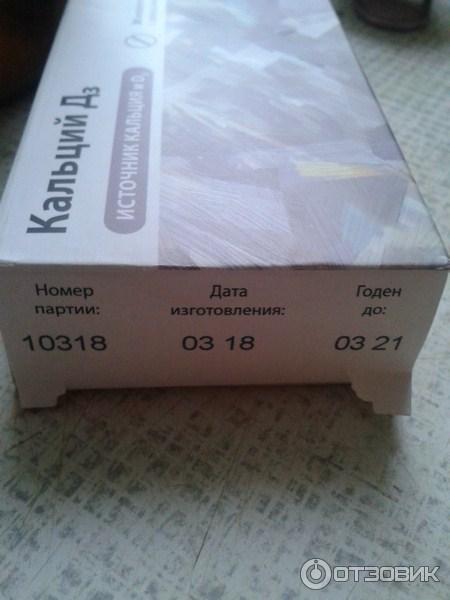 Кальций Д₃
ИСТОЧНИК КАЛЬЦИЯ И D₃
Номер партии:
10318
Дата изготовления:
03 18
Годен до:
03 21
ОТЗОВИК